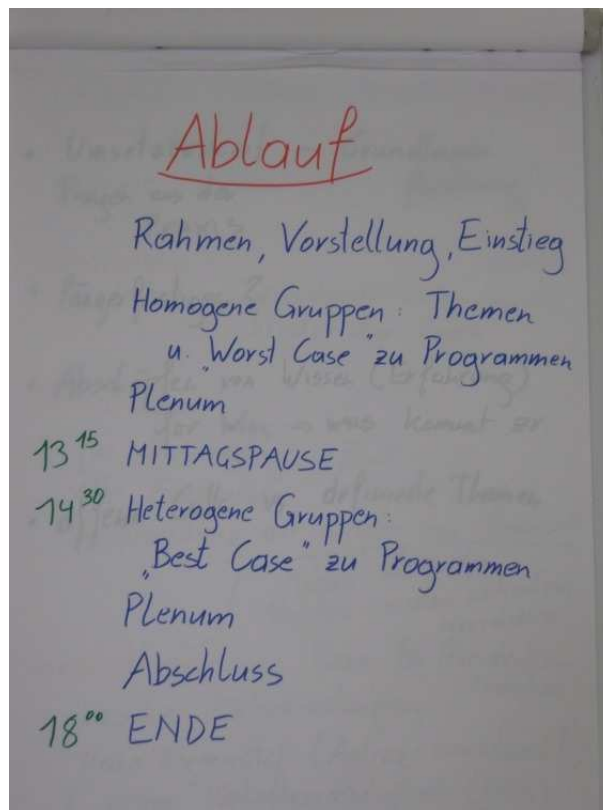 Ablauf
Rahmen, Vorstellung, Einstieg
Homogene Gruppen: Themen
u. "Worst Case" zu Programmen
Plenum
13 15 MITTAGSPAUSE
14 30 Heterogene Gruppen:
„Best Case" zu Programmen
Plenum
Abschluss
18 00 ENDE